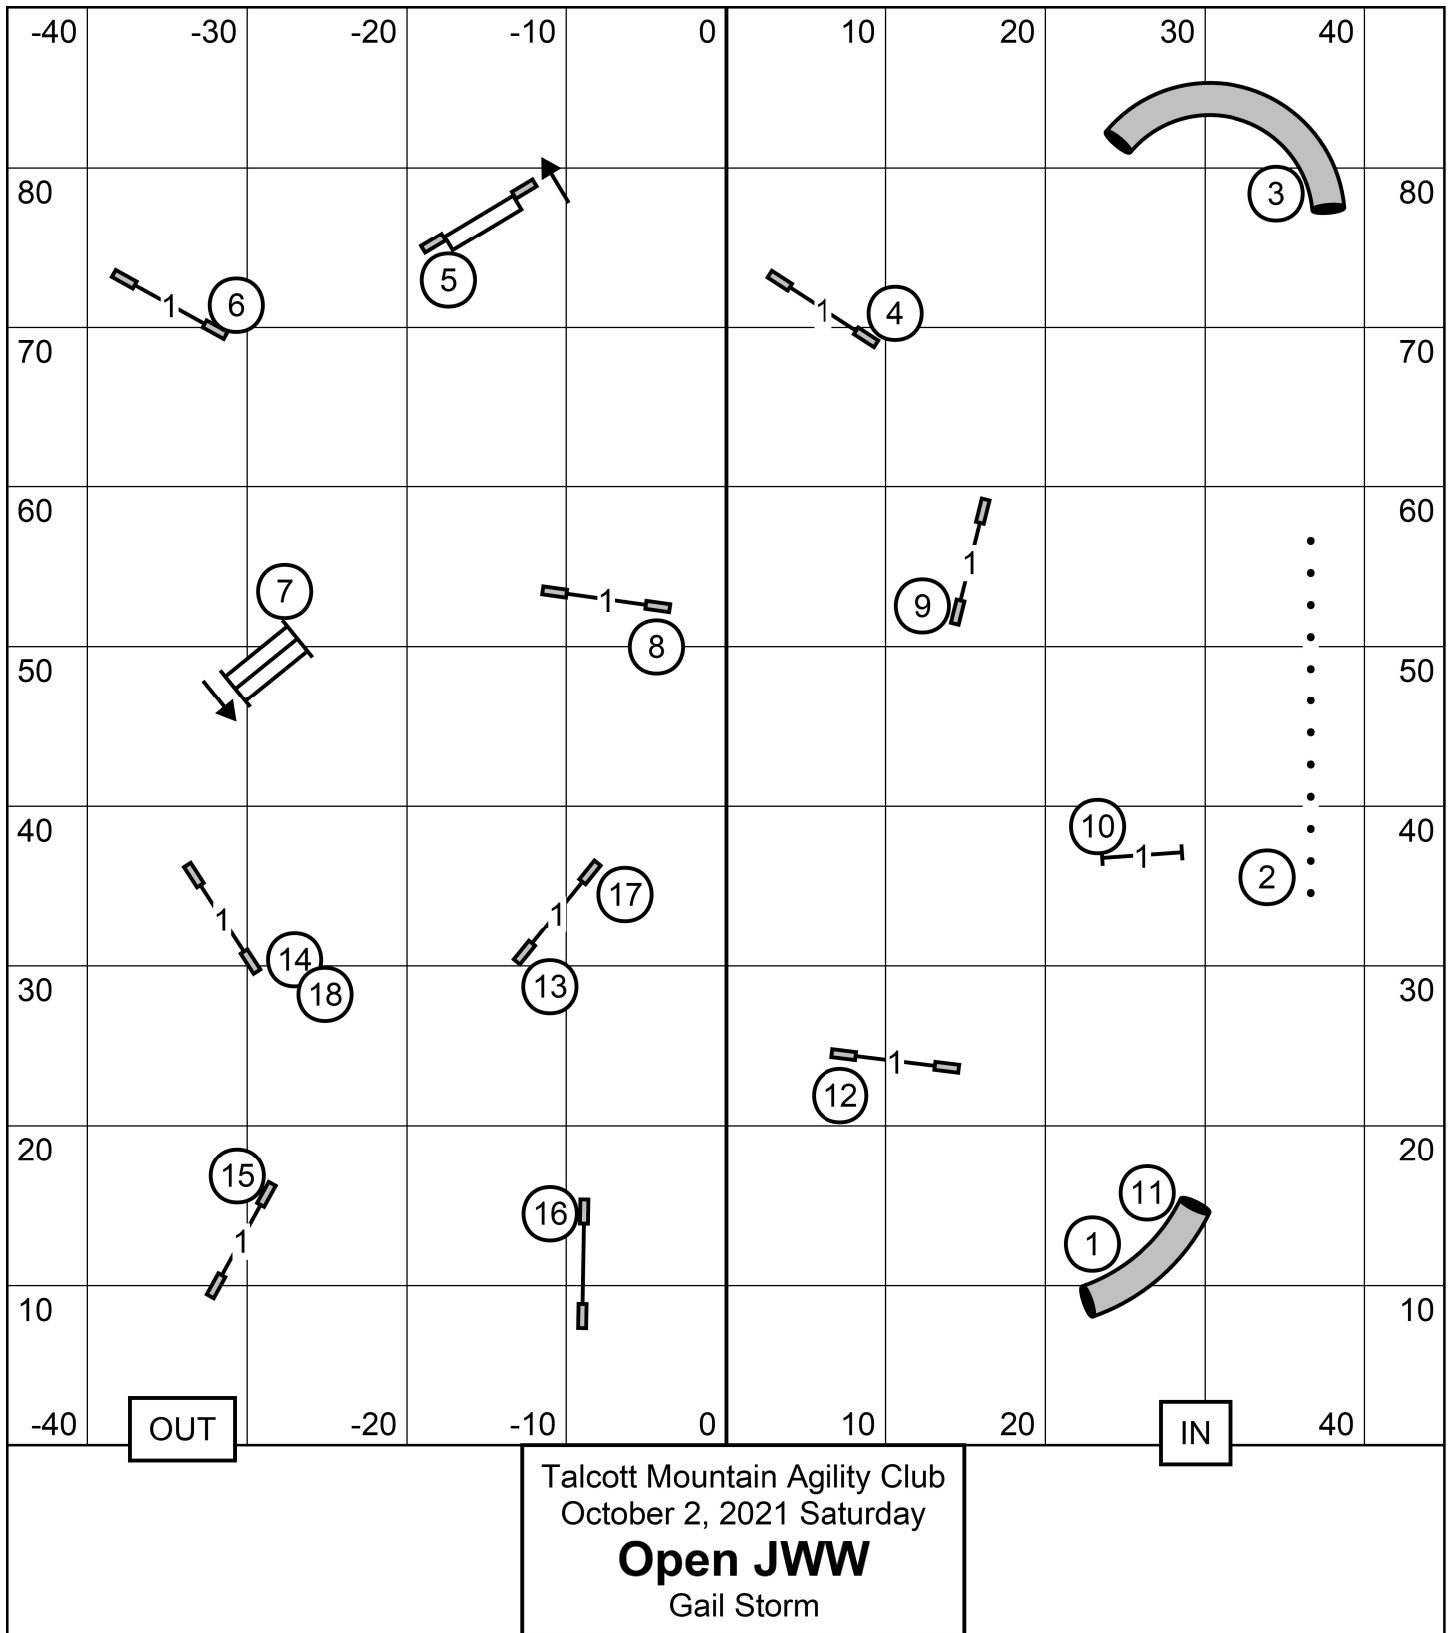 -40 -30 -20 -10 0 10 20 30 40
80 3 80
5
6 1 1 4
70 70
60 60
7 1 9 1
8
50 50
40 10 40
1 2
1 14 1 17
18 13
30 30
1
12
20 20
15 11
1 16 1
10 10
-40 OUT -20 -10 0 10 20 IN 40
Talcott Mountain Agility Club
October 2, 2021 Saturday
Open JWW
Gail Storm